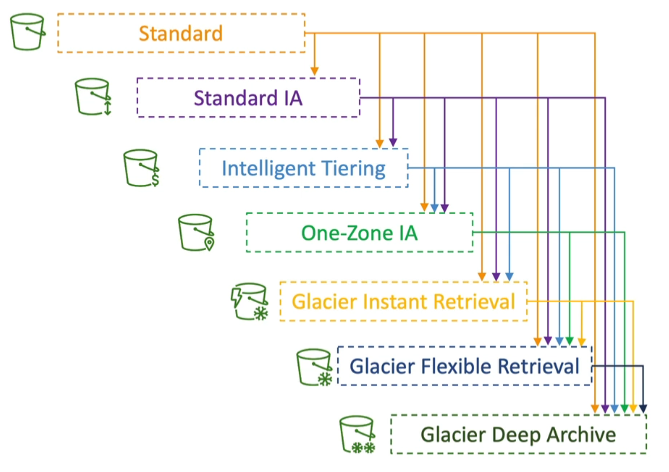 Standard
Standard IA
Intelligent Tiering
One-Zone IA
Glacier Instant Retrieval
Glacier Flexible Retrieval
Glacier Deep Archive